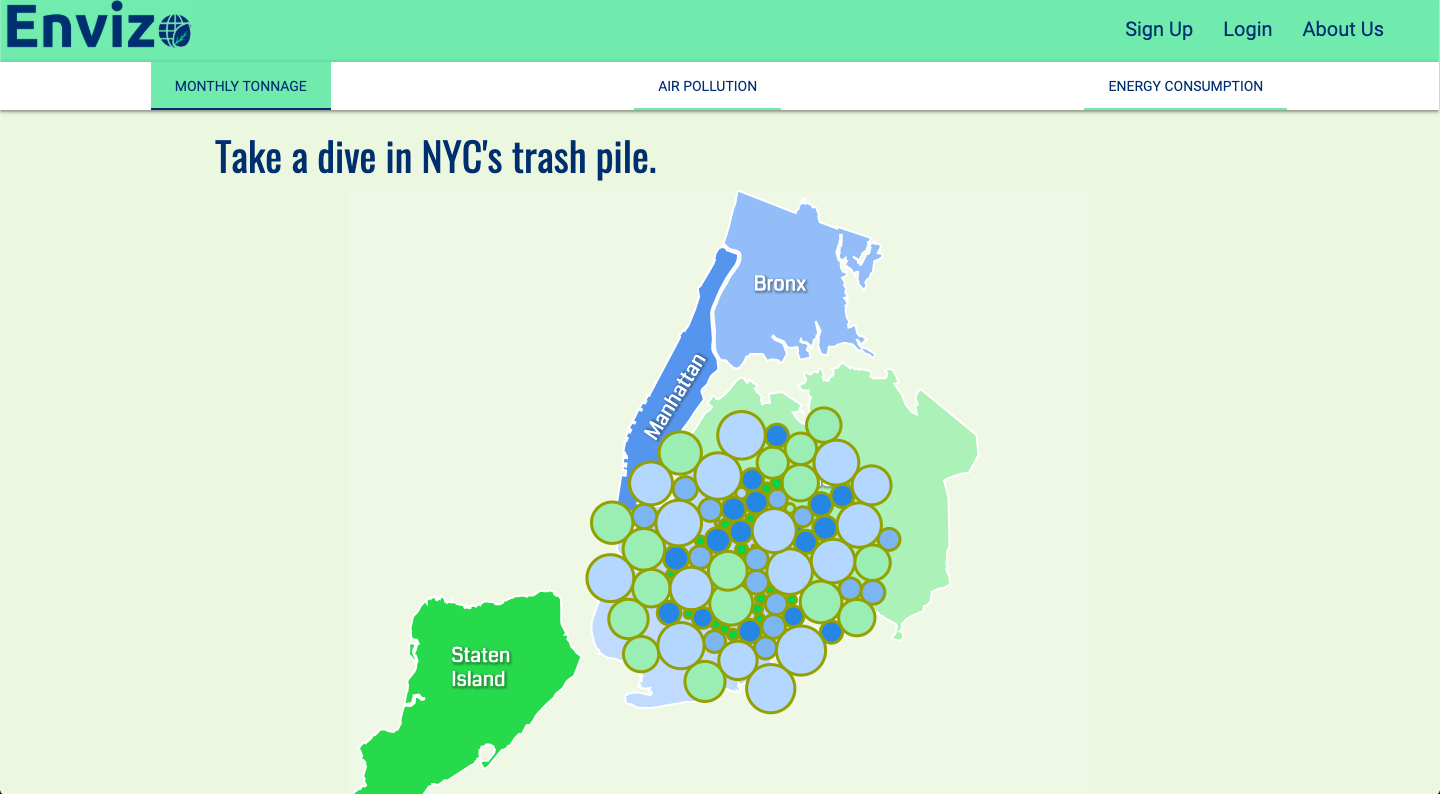 Envizo
Sign Up
Login
About Us
MONTHLY TONNAGE
AIR POLLUTION
ENERGY CONSUMPTION
Take a dive in NYC's trash pile.
Bronx
Manhattan
Staten
Island